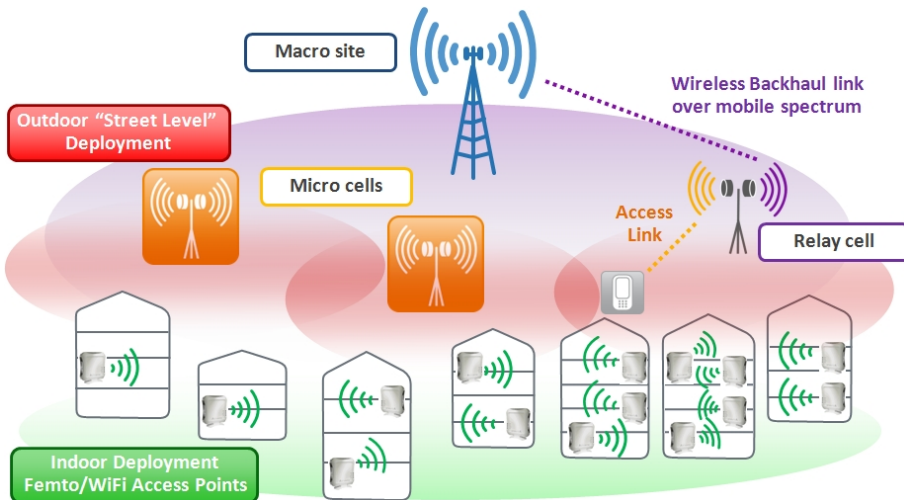 Macro site
Wireless Backhaul link
over mobile spectrum
Outdoor “Street Level”
Deployment
Micro cells
Access
Link
Relay cell
Indoor Deployment
Femto/WiFi Access Points